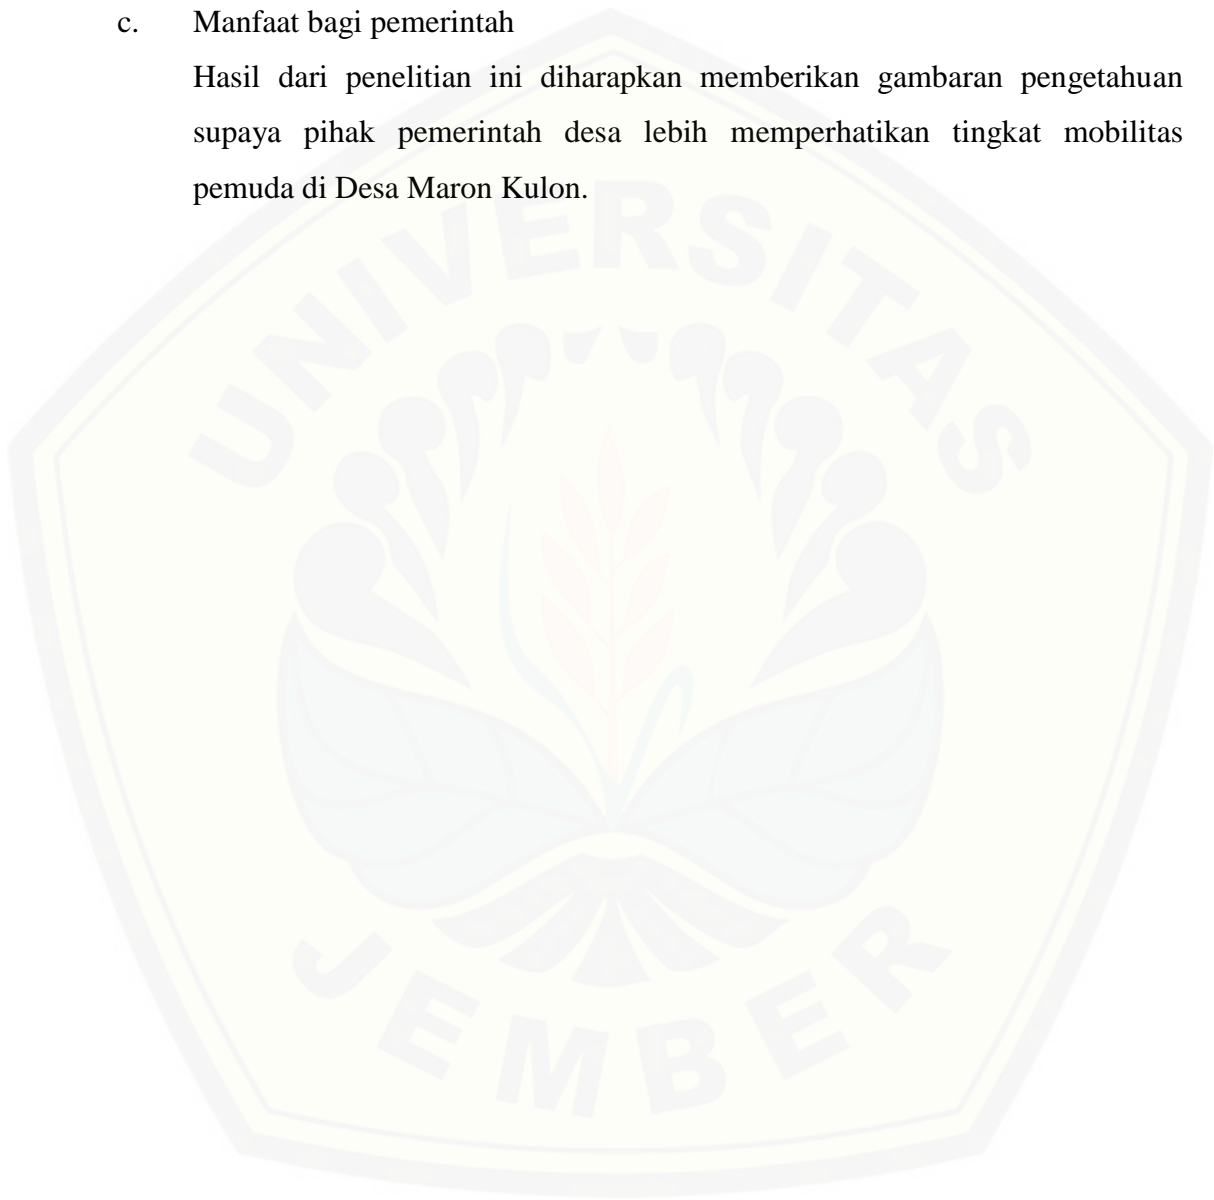 c. Manfaat bagi pemerintah
Hasil dari penelitian ini diharapkan memberikan gambaran pengetahuan
supaya pihak pemerintah desa lebih memperhatikan tingkat mobilitas
pemuda di Desa Maron Kulon.
UNIVERSITAS
JEMBER